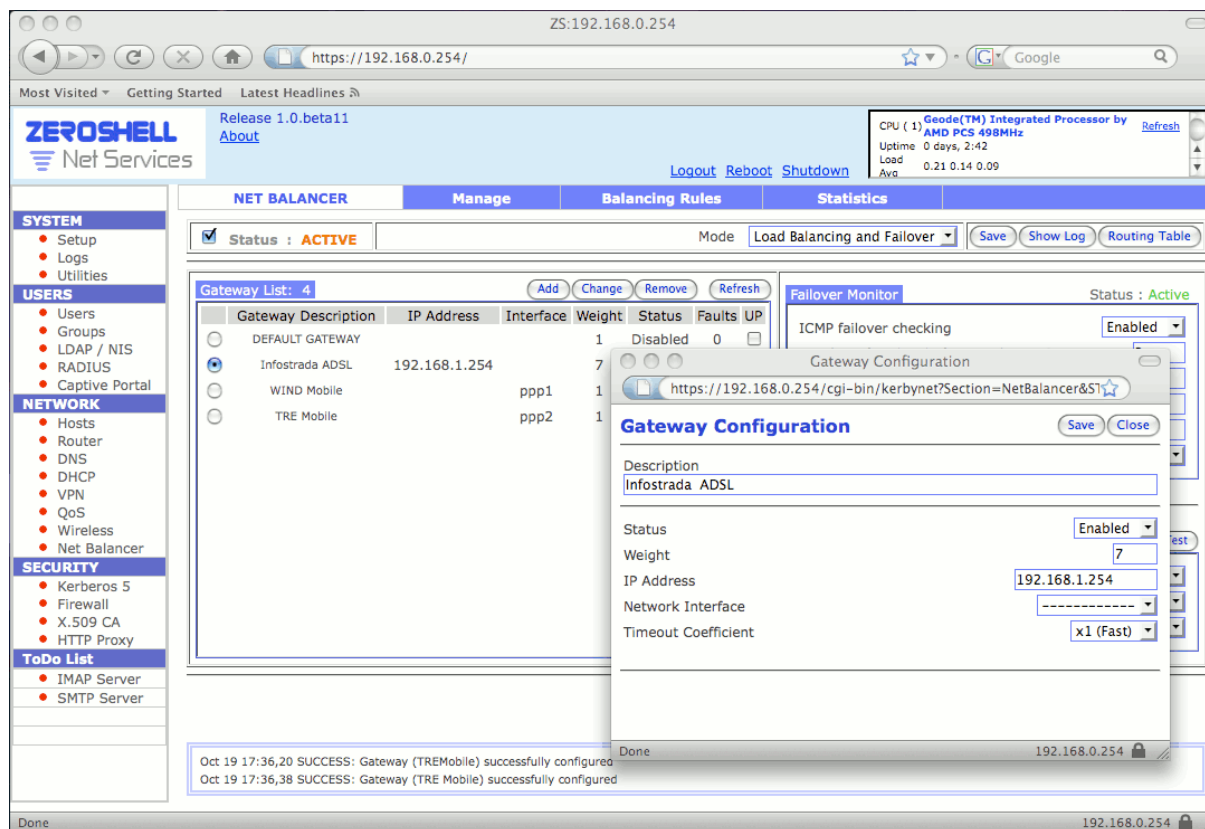 ZS:192.168.0.254
https://192.168.0.254/
Google
Most Visited Getting Started Latest Headlines
ZEROSHELL
Net Services
Release 1.0.beta11
About
Logout Reboot Shutdown
CPU ( 1) Geode(TM) Integrated Processor by AMD PCS 498MHz
Refresh
Uptime 0 days, 2:42
Load Avg 0.21 0.14 0.09
NET BALANCER Manage Balancing Rules Statistics
SYSTEM
Setup
Logs
Utilities
USERS
Users
Groups
LDAP / NIS
RADIUS
Captive Portal
NETWORK
Hosts
Router
DNS
DHCP
VPN
QoS
Wireless
Net Balancer
SECURITY
Kerberos 5
Firewall
X.509 CA
HTTP Proxy
ToDo List
IMAP Server
SMTP Server
Status : ACTIVE
Mode Load Balancing and Failover Save Show Log Routing Table
Gateway List: 4 Add Change Remove Refresh
Gateway Description IP Address Interface Weight Status Faults UP
DEFAULT GATEWAY 1 Disabled 0
Infostrada ADSL 192.168.1.254 7
WIND Mobile ppp1 1
TRE Mobile ppp2 1
Failover Monitor Status : Active
ICMP failover checking Enabled
Gateway Configuration
https://192.168.0.254/cgi-bin/kerbynet?Section=NetBalancer&ST
Gateway Configuration Save Close
Description
Infostrada ADSL
Status Enabled
Weight 7
IP Address 192.168.1.254
Network Interface ------------
Timeout Coefficient x1 (Fast)
Done 192.168.0.254
Oct 19 17:36,20 SUCCESS: Gateway (TREMobile) successfully configured
Oct 19 17:36,38 SUCCESS: Gateway (TRE Mobile) successfully configured
Done 192.168.0.254